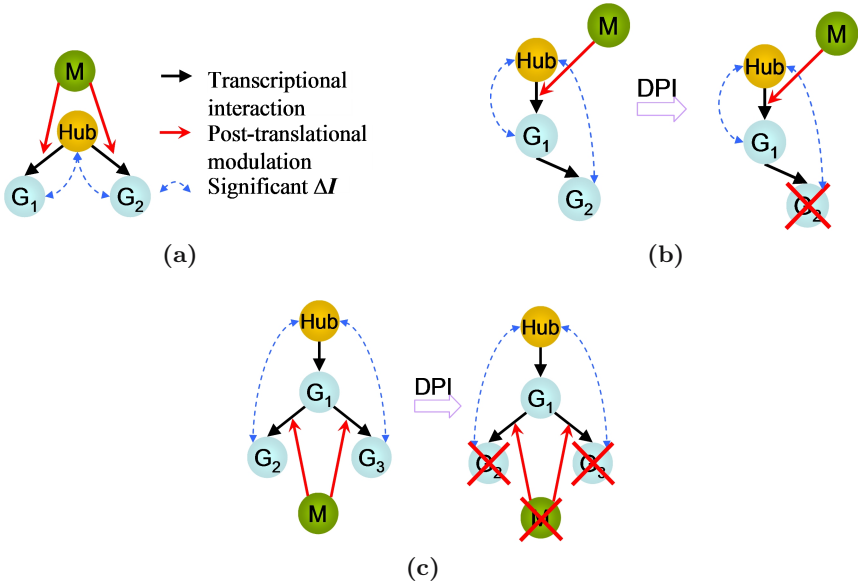 M
Hub
G1
G2
Transcriptional
interaction
Post-translational
modulation
Significant ΔI
(a)
M
Hub
G1
G2
DPI
M
Hub
G1
G2
(b)
Hub
G1
G2
G3
M
DPI
Hub
G1
G2
G3
M
(c)